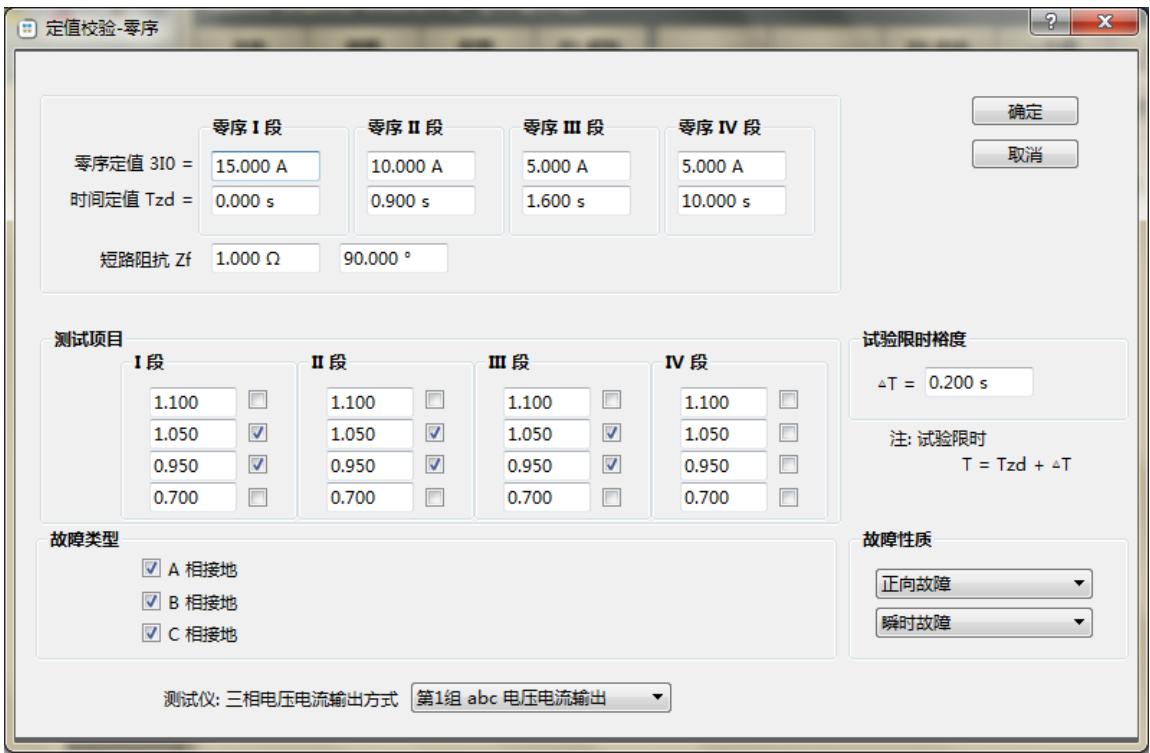 定值校验-零序
零序 I 段 零序 II 段 零序 III 段 零序 IV 段
确定
零序定值 3I0 = 15.000 A 10.000 A 5.000 A 5.000 A
取消
时间定值 Tzd = 0.000 s 0.900 s 1.600 s 10.000 s
短路阻抗 Zf 1.000 Ω 90.000 °
测试项目
I 段 II 段 III 段 IV 段
1.100 1.100 1.100 1.100
1.050 1.050 1.050 1.050
0.950 0.950 0.950 0.950
0.700 0.700 0.700 0.700
试验限时裕度
▵T = 0.200 s
注: 试验限时
T = Tzd + ▵T
故障类型
A 相接地
B 相接地
C 相接地
故障性质
正向故障
瞬时故障
测试仪: 三相电压电流输出方式 第1组 abc 电压电流输出